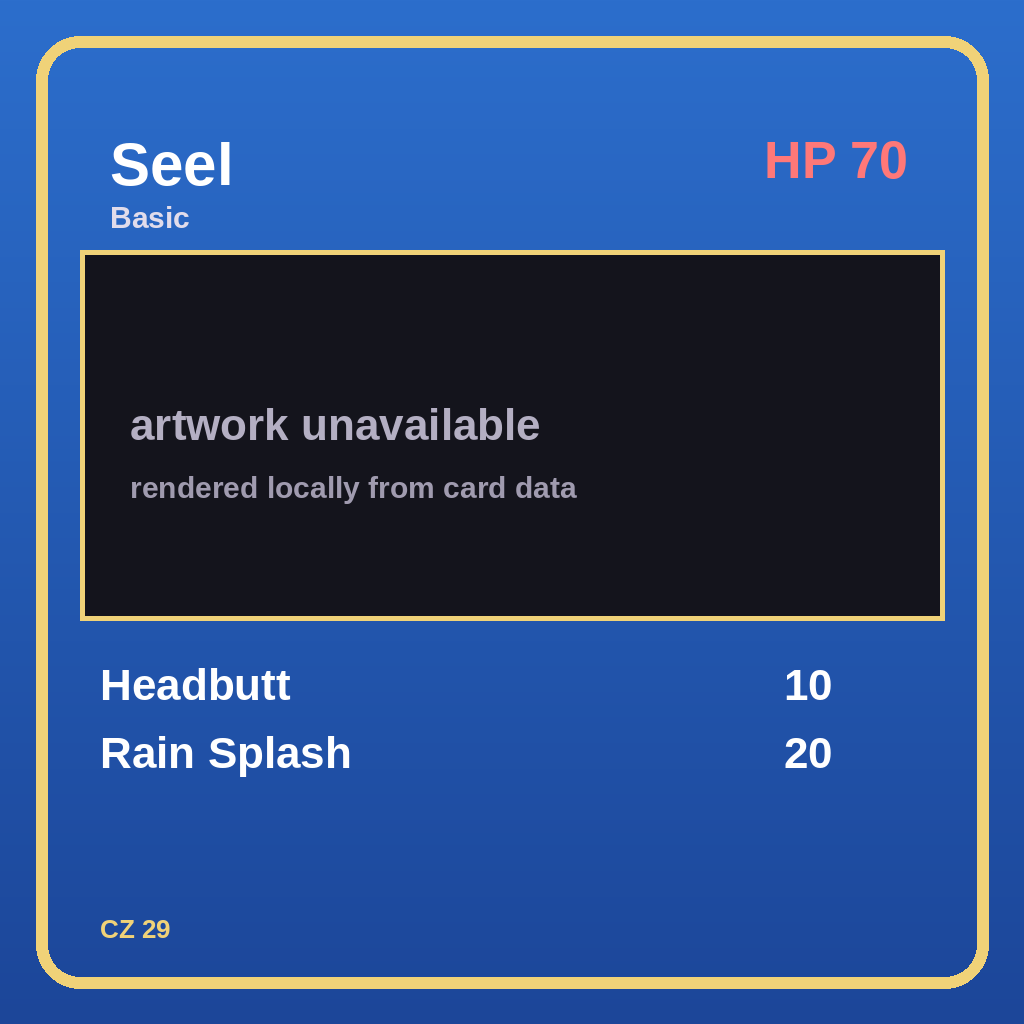 Seel
HP 70
Basic
artwork unavailable
rendered locally from card data
Headbutt 10
Rain Splash 20
CZ 29